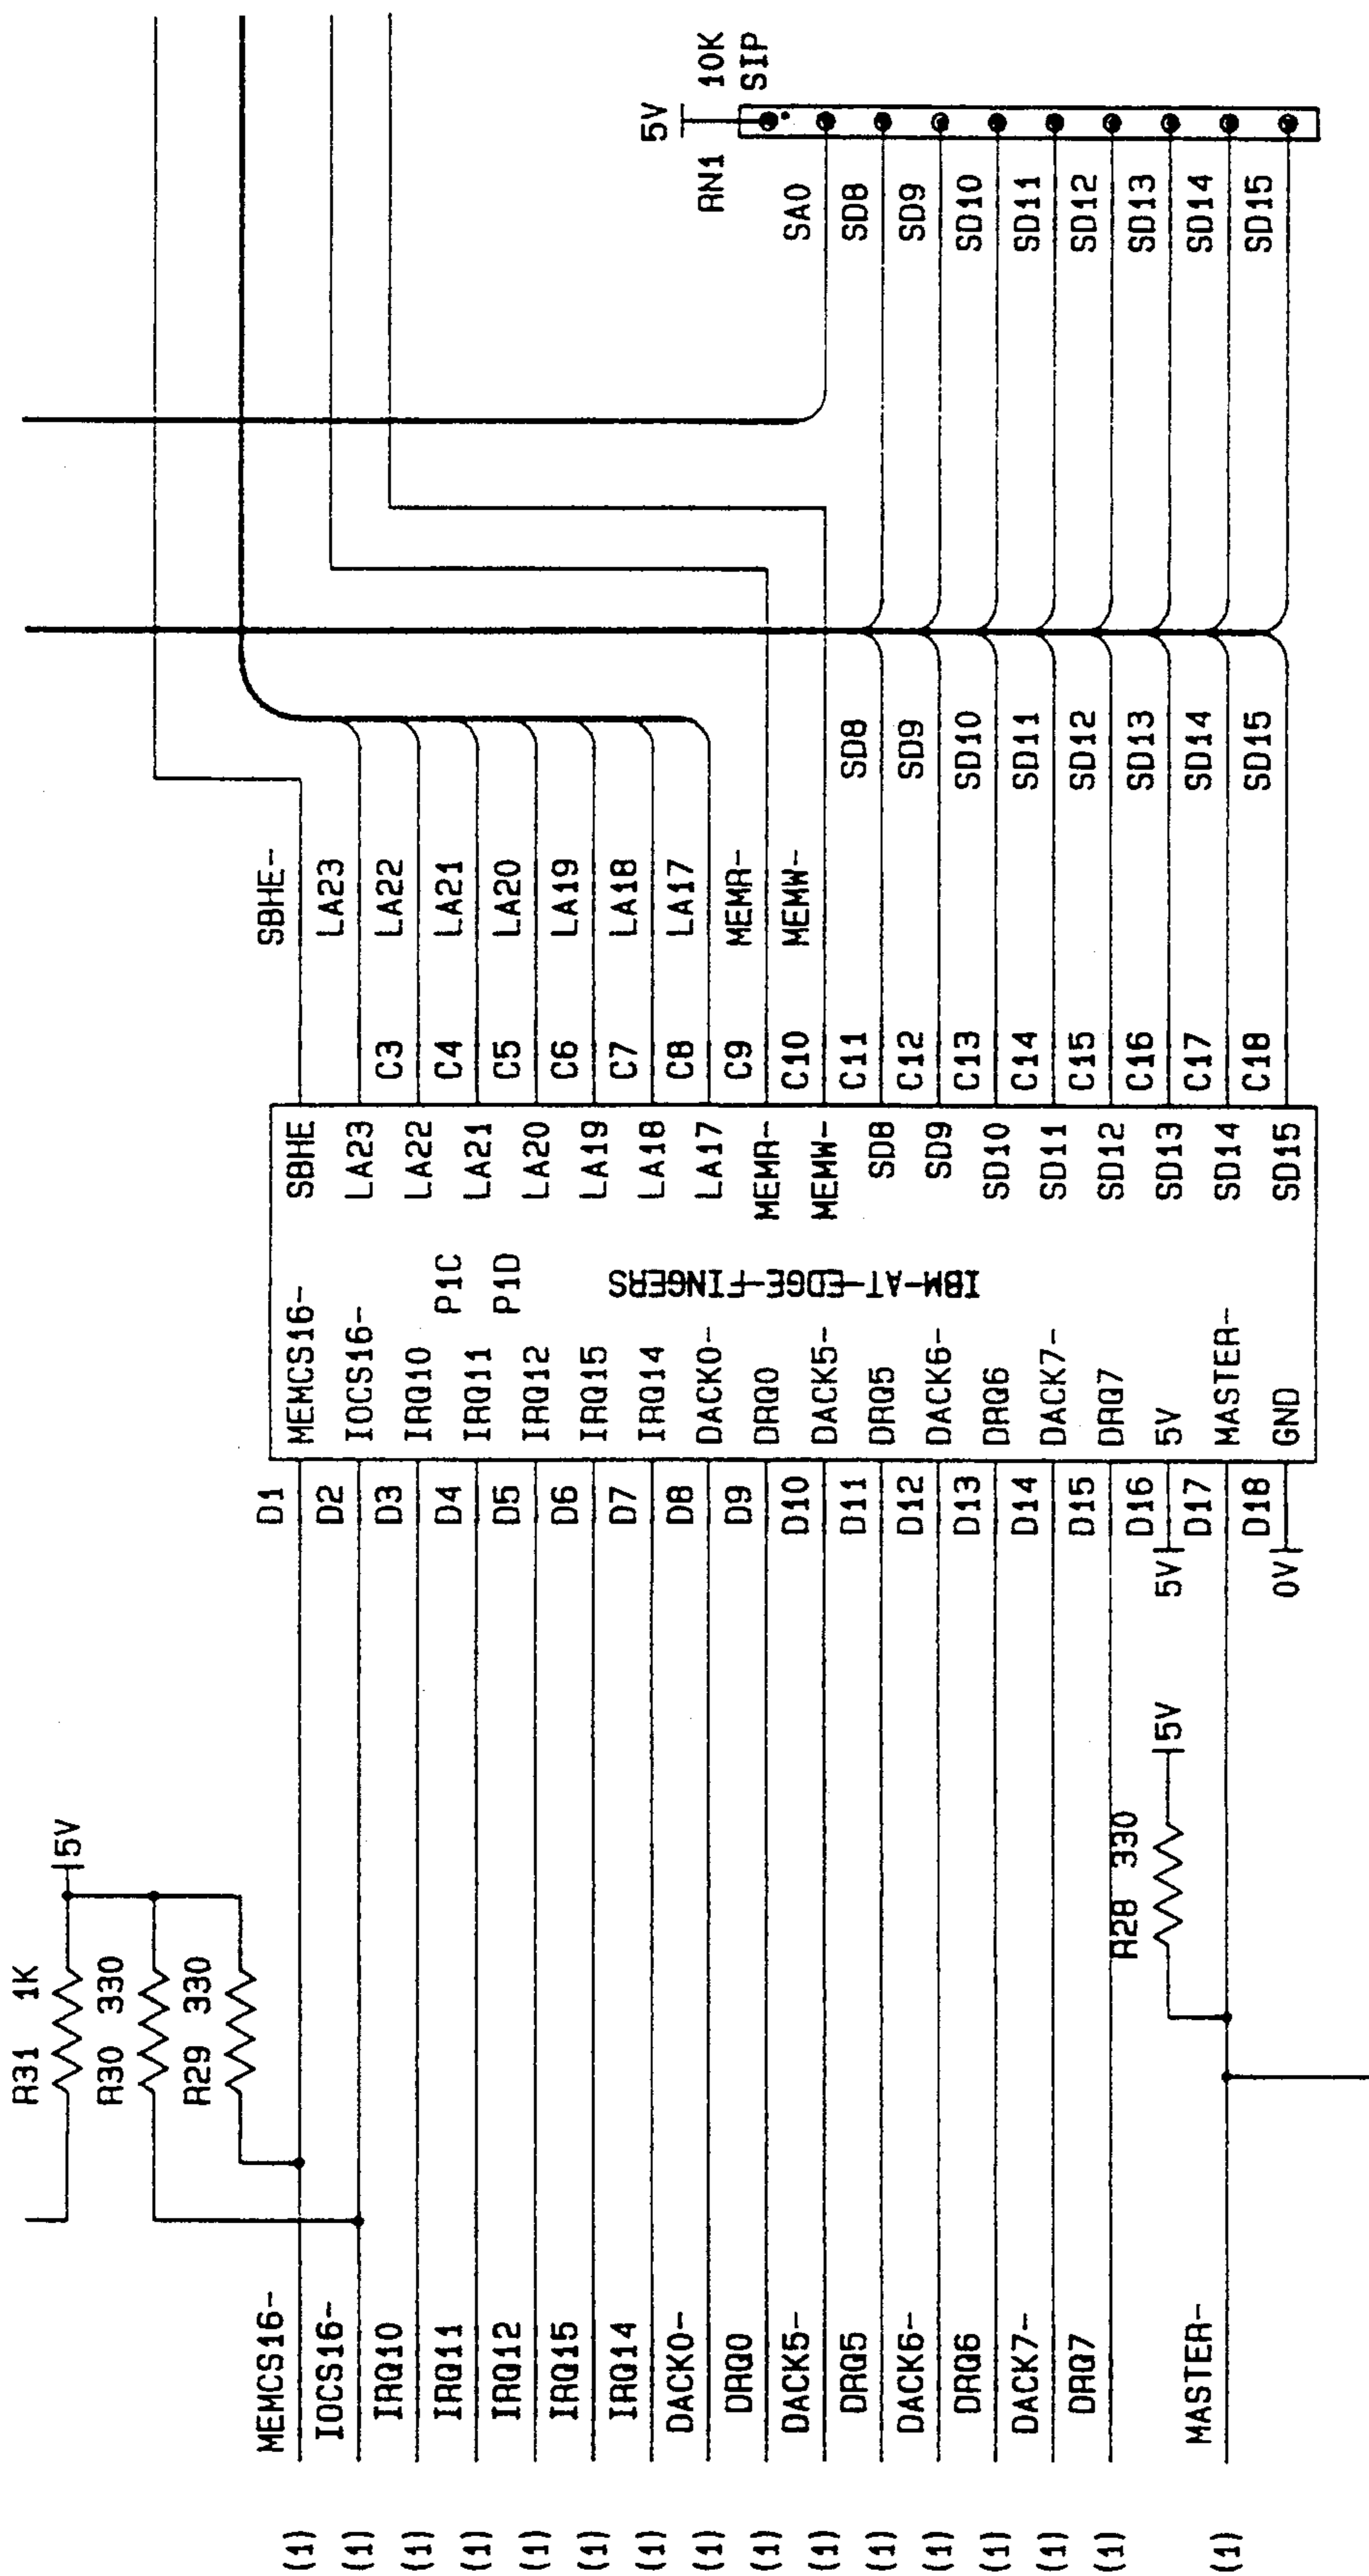 R31 1K
5V
R30 330
R29 330
(1) MEMCS16- D1 MEMCS16- SBHE SBHE-
(1) IOCS16- D2 IOCS16- LA23 LA23
(1) IRQ10 D3 IRQ10 LA22 C3 LA22
(1) IRQ11 D4 IRQ11 P1C LA21 C4 LA21
(1) IRQ12 D5 IRQ12 P1D LA20 C5 LA20
(1) IRQ15 D6 IRQ15 LA19 C6 LA19
(1) IRQ14 D7 IRQ14 LA18 C7 LA18
5V
(1) DACK0- D8 DACK0- LA17 C8 LA17
RN1 10K
SIP
(1) DRQ0 D9 DRQ0 MEMR- C9 MEMR-
IBM-AT-EDGE-FINGERS
(1) DACK5- D10 DACK5- MEMW- C10 MEMW- SA0
(1) DRQ5 D11 DRQ5 SD8 C11 SD8 SD8
(1) DACK6- D12 DACK6- SD9 C12 SD9 SD9
(1) DRQ6 D13 DRQ6 SD10 C13 SD10 SD10
(1) DACK7- D14 DACK7- SD11 C14 SD11 SD11
(1) DRQ7 D15 DRQ7 SD12 C15 SD12 SD12
R28 330
5V 5V D16 5V SD13 C16 SD13 SD13
(1) MASTER- D17 MASTER- SD14 C17 SD14 SD14
0V D18 GND SD15 C18 SD15 SD15